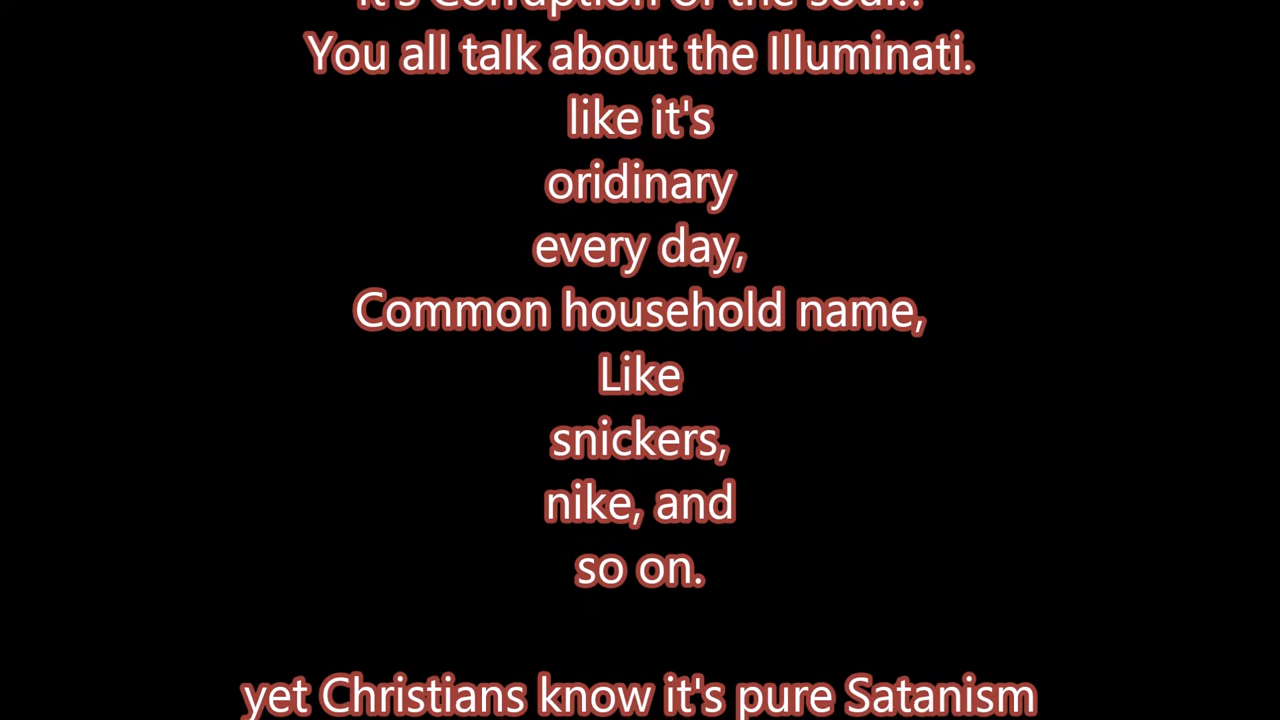 it's Corruption of the soul!!
You all talk about the Illuminati.
like it's
oridinary
every day,
Common household name,
Like
snickers,
nike, and
so on.
yet Christians know it's pure Satanism